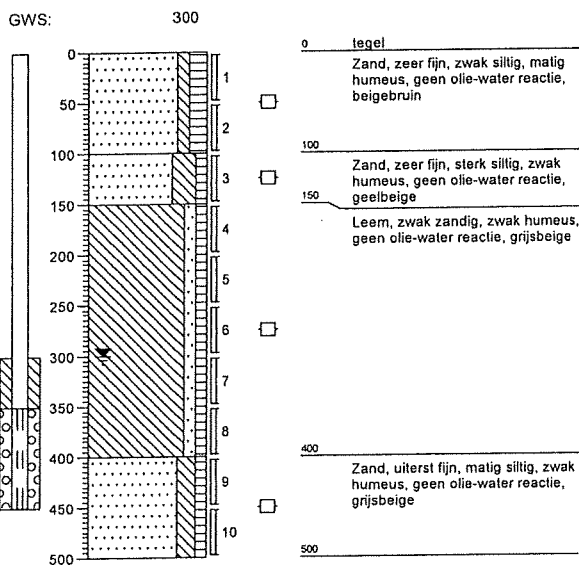 GWS: 300
0
50
100
150
200
250
300
350
400
450
500
1
2
3
4
5
6
7
8
9
10
0 tegel
Zand, zeer fijn, zwak siltig, matig
humeus, geen olie-water reactie,
beigebruin
100
Zand, zeer fijn, sterk siltig, zwak
humeus, geen olie-water reactie,
geelbeige
150
Leem, zwak zandig, zwak humeus,
geen olie-water reactie, grijsbeige
400
Zand, uiterst fijn, matig siltig, zwak
humeus, geen olie-water reactie,
grijsbeige
500